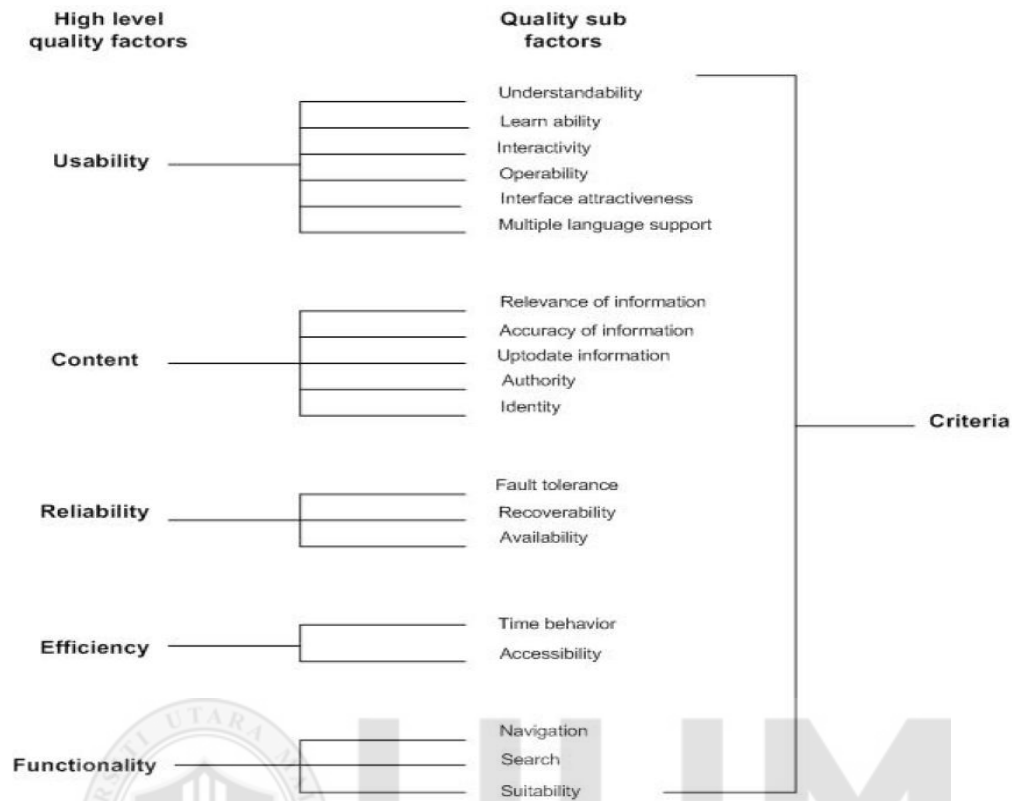 High level
quality factors
Quality sub
factors
Usability
Understandability
Learn ability
Interactivity
Operability
Interface attractiveness
Multiple language support
Content
Relevance of information
Accuracy of information
Uptodate information
Authority
Identity
Criteria
Reliability
Fault tolerance
Recoverability
Availability
Efficiency
Time behavior
Accessibility
Functionality
Navigation
Search
Suitability
UTARA
UUM